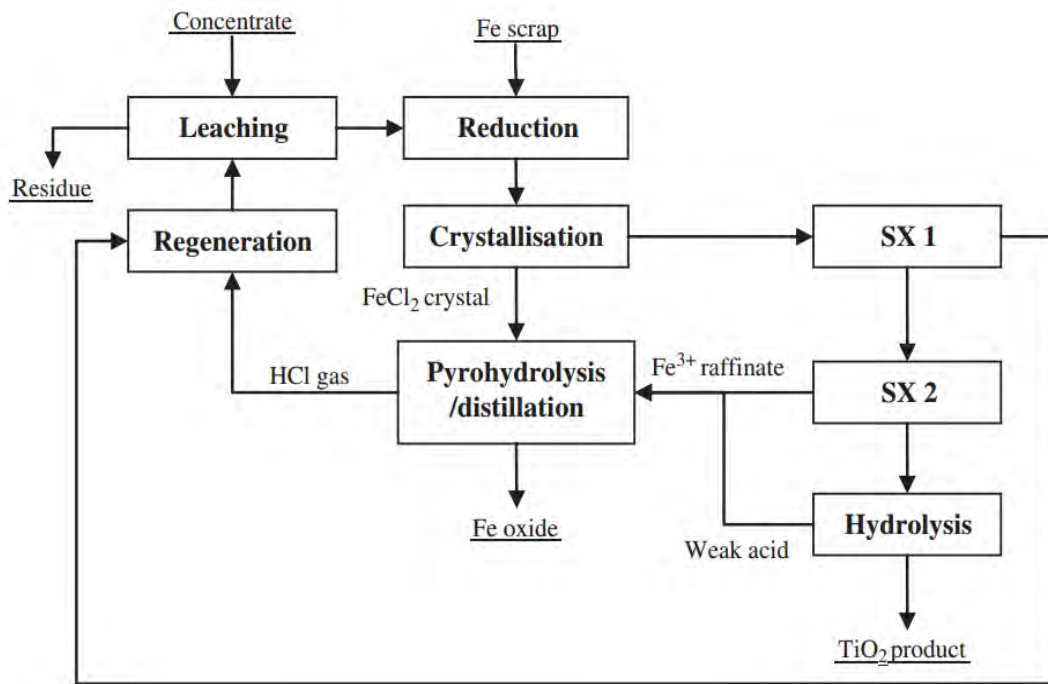 Concentrate
Fe scrap
Leaching
Reduction
Residue
Regeneration
Crystallisation
SX 1
FeCl₂ crystal
HCl gas
Pyrohydrolysis
/distillation
Fe³⁺ raffinate
SX 2
Fe oxide
Weak acid
Hydrolysis
TiO₂ product